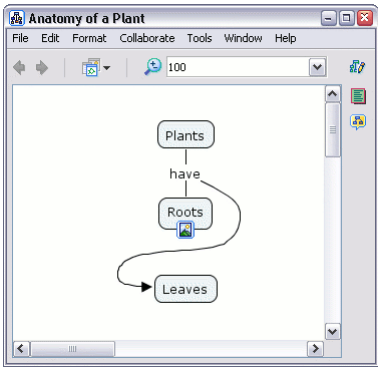 Anatomy of a Plant
File Edit Format Collaborate Tools Window Help
100
Plants
have
Roots
Leaves